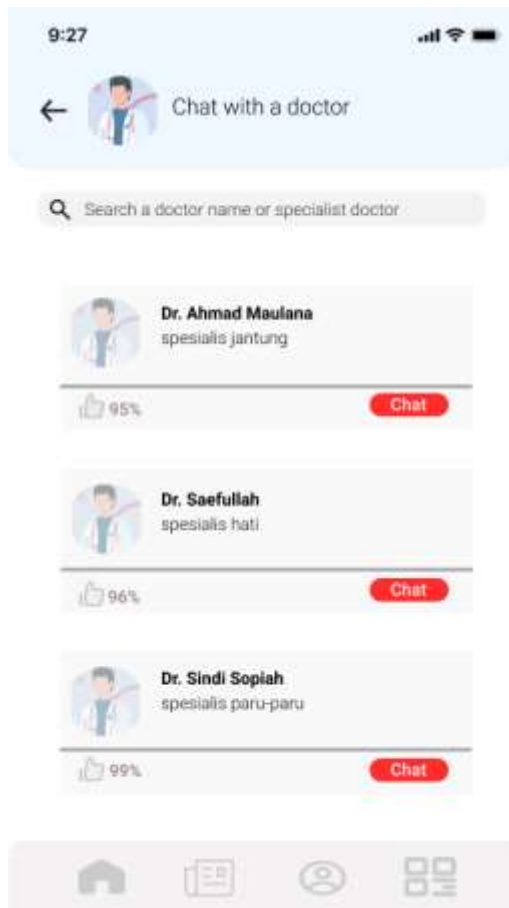 9:27
Chat with a doctor
Search a doctor name or specialist doctor
Dr. Ahmad Maulana
spesialis jantung
95%
Chat
Dr. Saefullah
spesialis hati
96%
Chat
Dr. Sindi Sopiah
spesialis paru-paru
99%
Chat